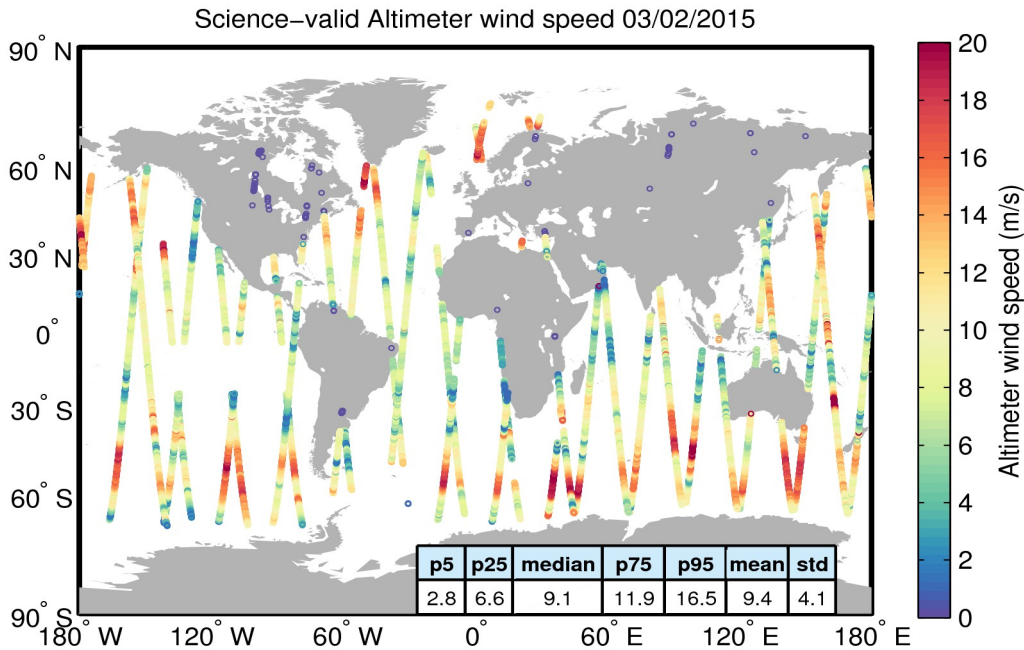 Science−valid Altimeter wind speed 03/02/2015
90° N
60° N
30° N
0°
30° S
60° S
90° S
180° W
120° W
60° W
0°
60° E
120° E
180° E
p5 p25 median p75 p95 mean std
2.8 6.6 9.1 11.9 16.5 9.4 4.1
20
18
16
14
12
10
8
6
4
2
0
Altimeter wind speed (m/s)